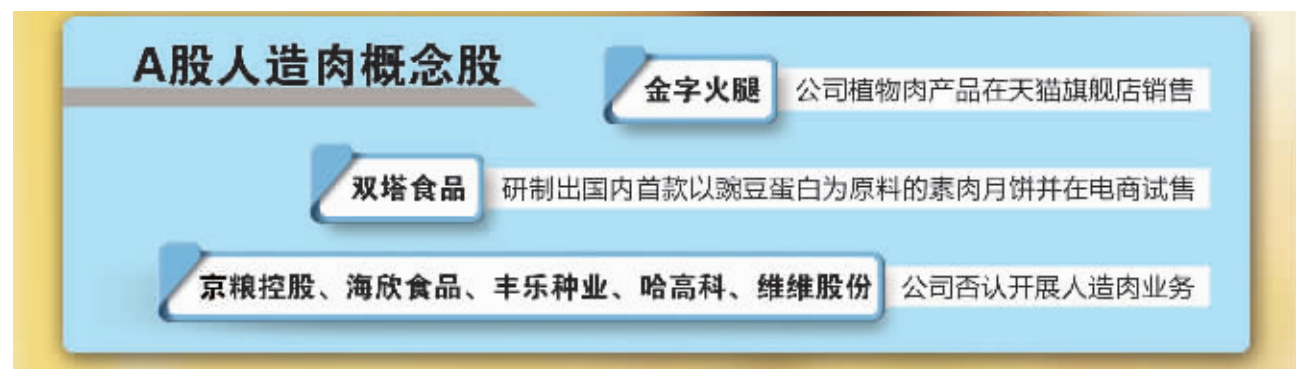 A股人造肉概念股
金字火腿 公司植物肉产品在天猫旗舰店销售
双塔食品 研制出国内首款以豌豆蛋白为原料的素肉月饼并在电商试售
京粮控股、海欣食品、丰乐种业、哈高科、维维股份 公司否认开展人造肉业务